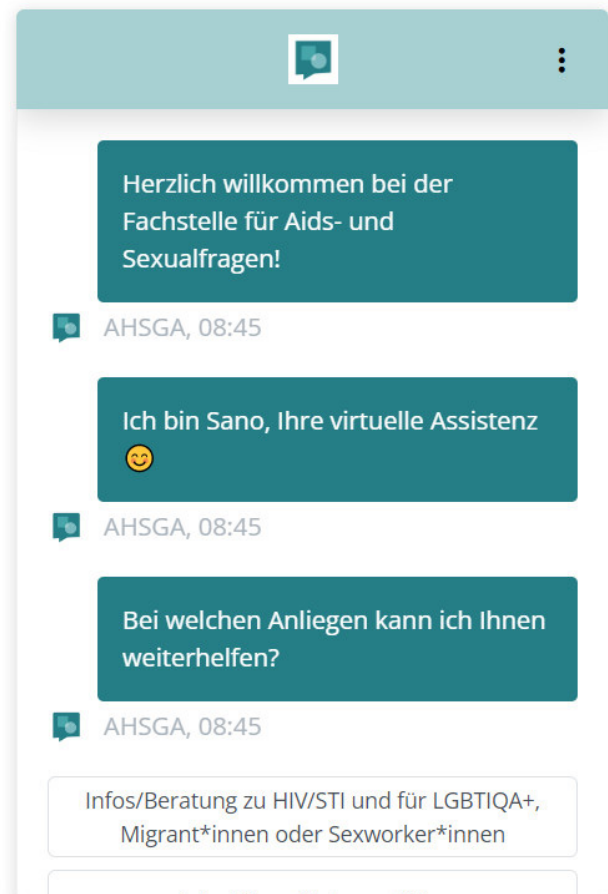 Herzlich willkommen bei der
Fachstelle für Aids- und
Sexualfragen!
AHSGA, 08:45
Ich bin Sano, Ihre virtuelle Assistenz
😊
AHSGA, 08:45
Bei welchen Anliegen kann ich Ihnen
weiterhelfen?
AHSGA, 08:45
Infos/Beratung zu HIV/STI und für LGBTIQA+,
Migrant*innen oder Sexworker*innen